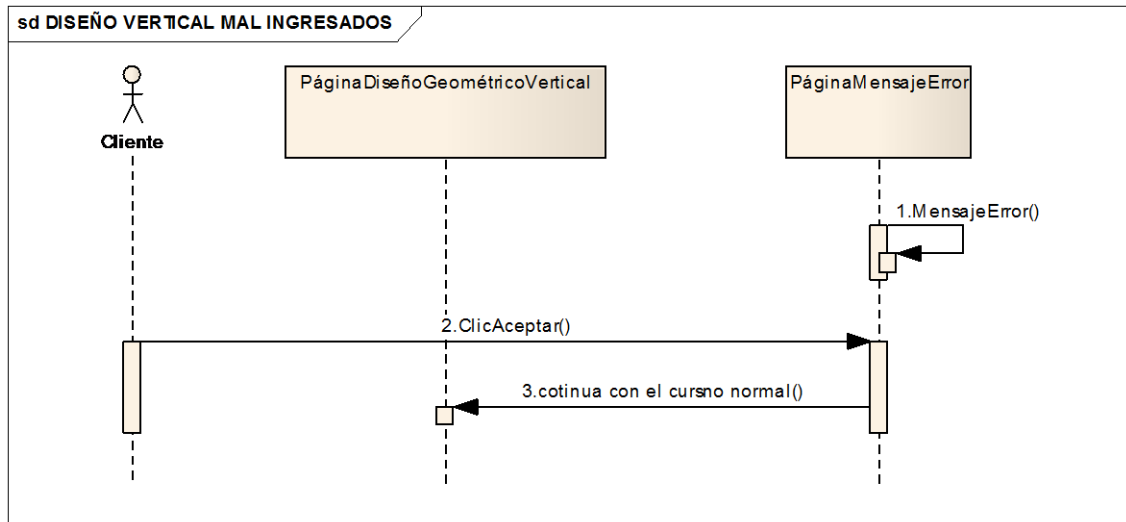 sd DISEÑO VERTICAL MAL INGRESADOS
Cliente
PáginaDiseñoGeométricoVertical
PáginaMensajeError
1.MensajeError()
2.ClicAceptar()
3.cotinua con el cursno normal()